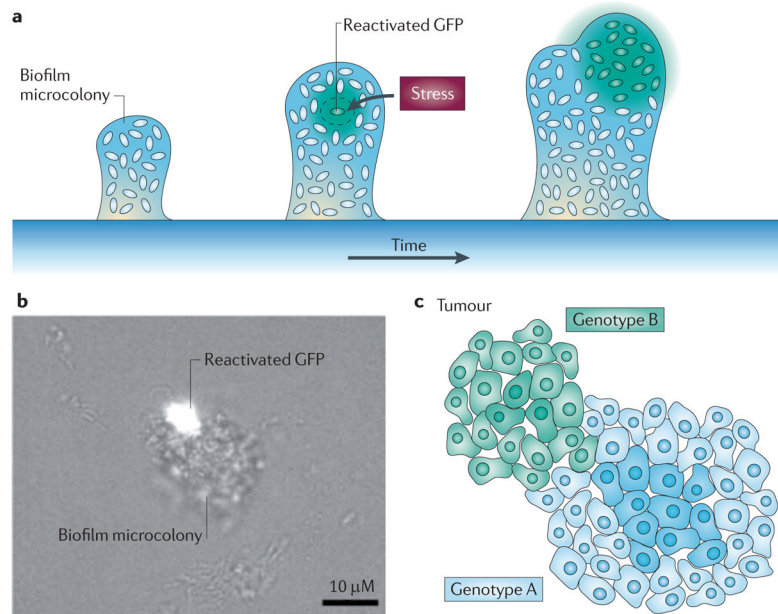 a
Reactivated GFP
Biofilm
microcolony
Stress
Time
b
Reactivated GFP
Biofilm microcolony
10 µM
c Tumour
Genotype B
Genotype A